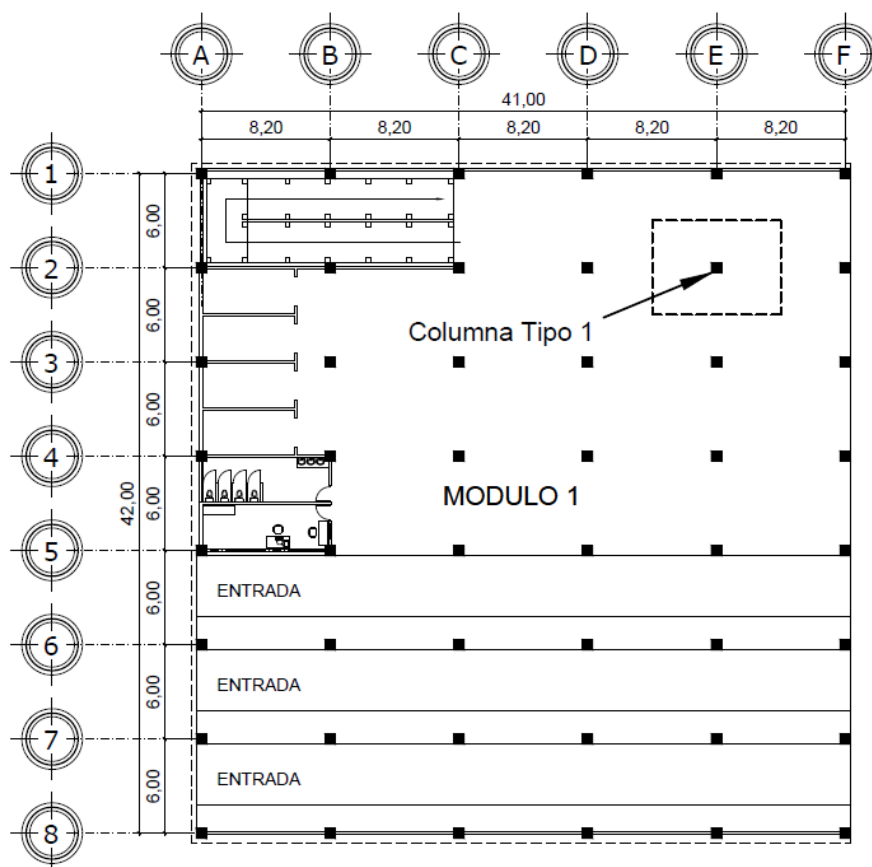 A B C D E F
41,00
8,20 8,20 8,20 8,20 8,20
1
6,00
2
Columna Tipo 1
6,00
3
6,00
4
MODULO 1
42,00
6,00
5
ENTRADA
6,00
6
ENTRADA
6,00
7
ENTRADA
6,00
8